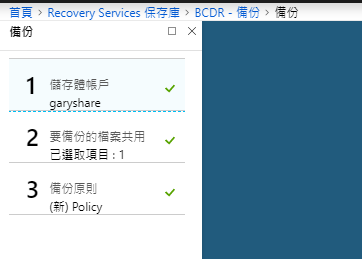 首頁 > Recovery Services 保存庫 > BCDR - 備份 > 備份
備份
1 儲存體帳戶
garyshare
2 要備份的檔案共用
已選取項目 : 1
3 備份原則
(新) Policy